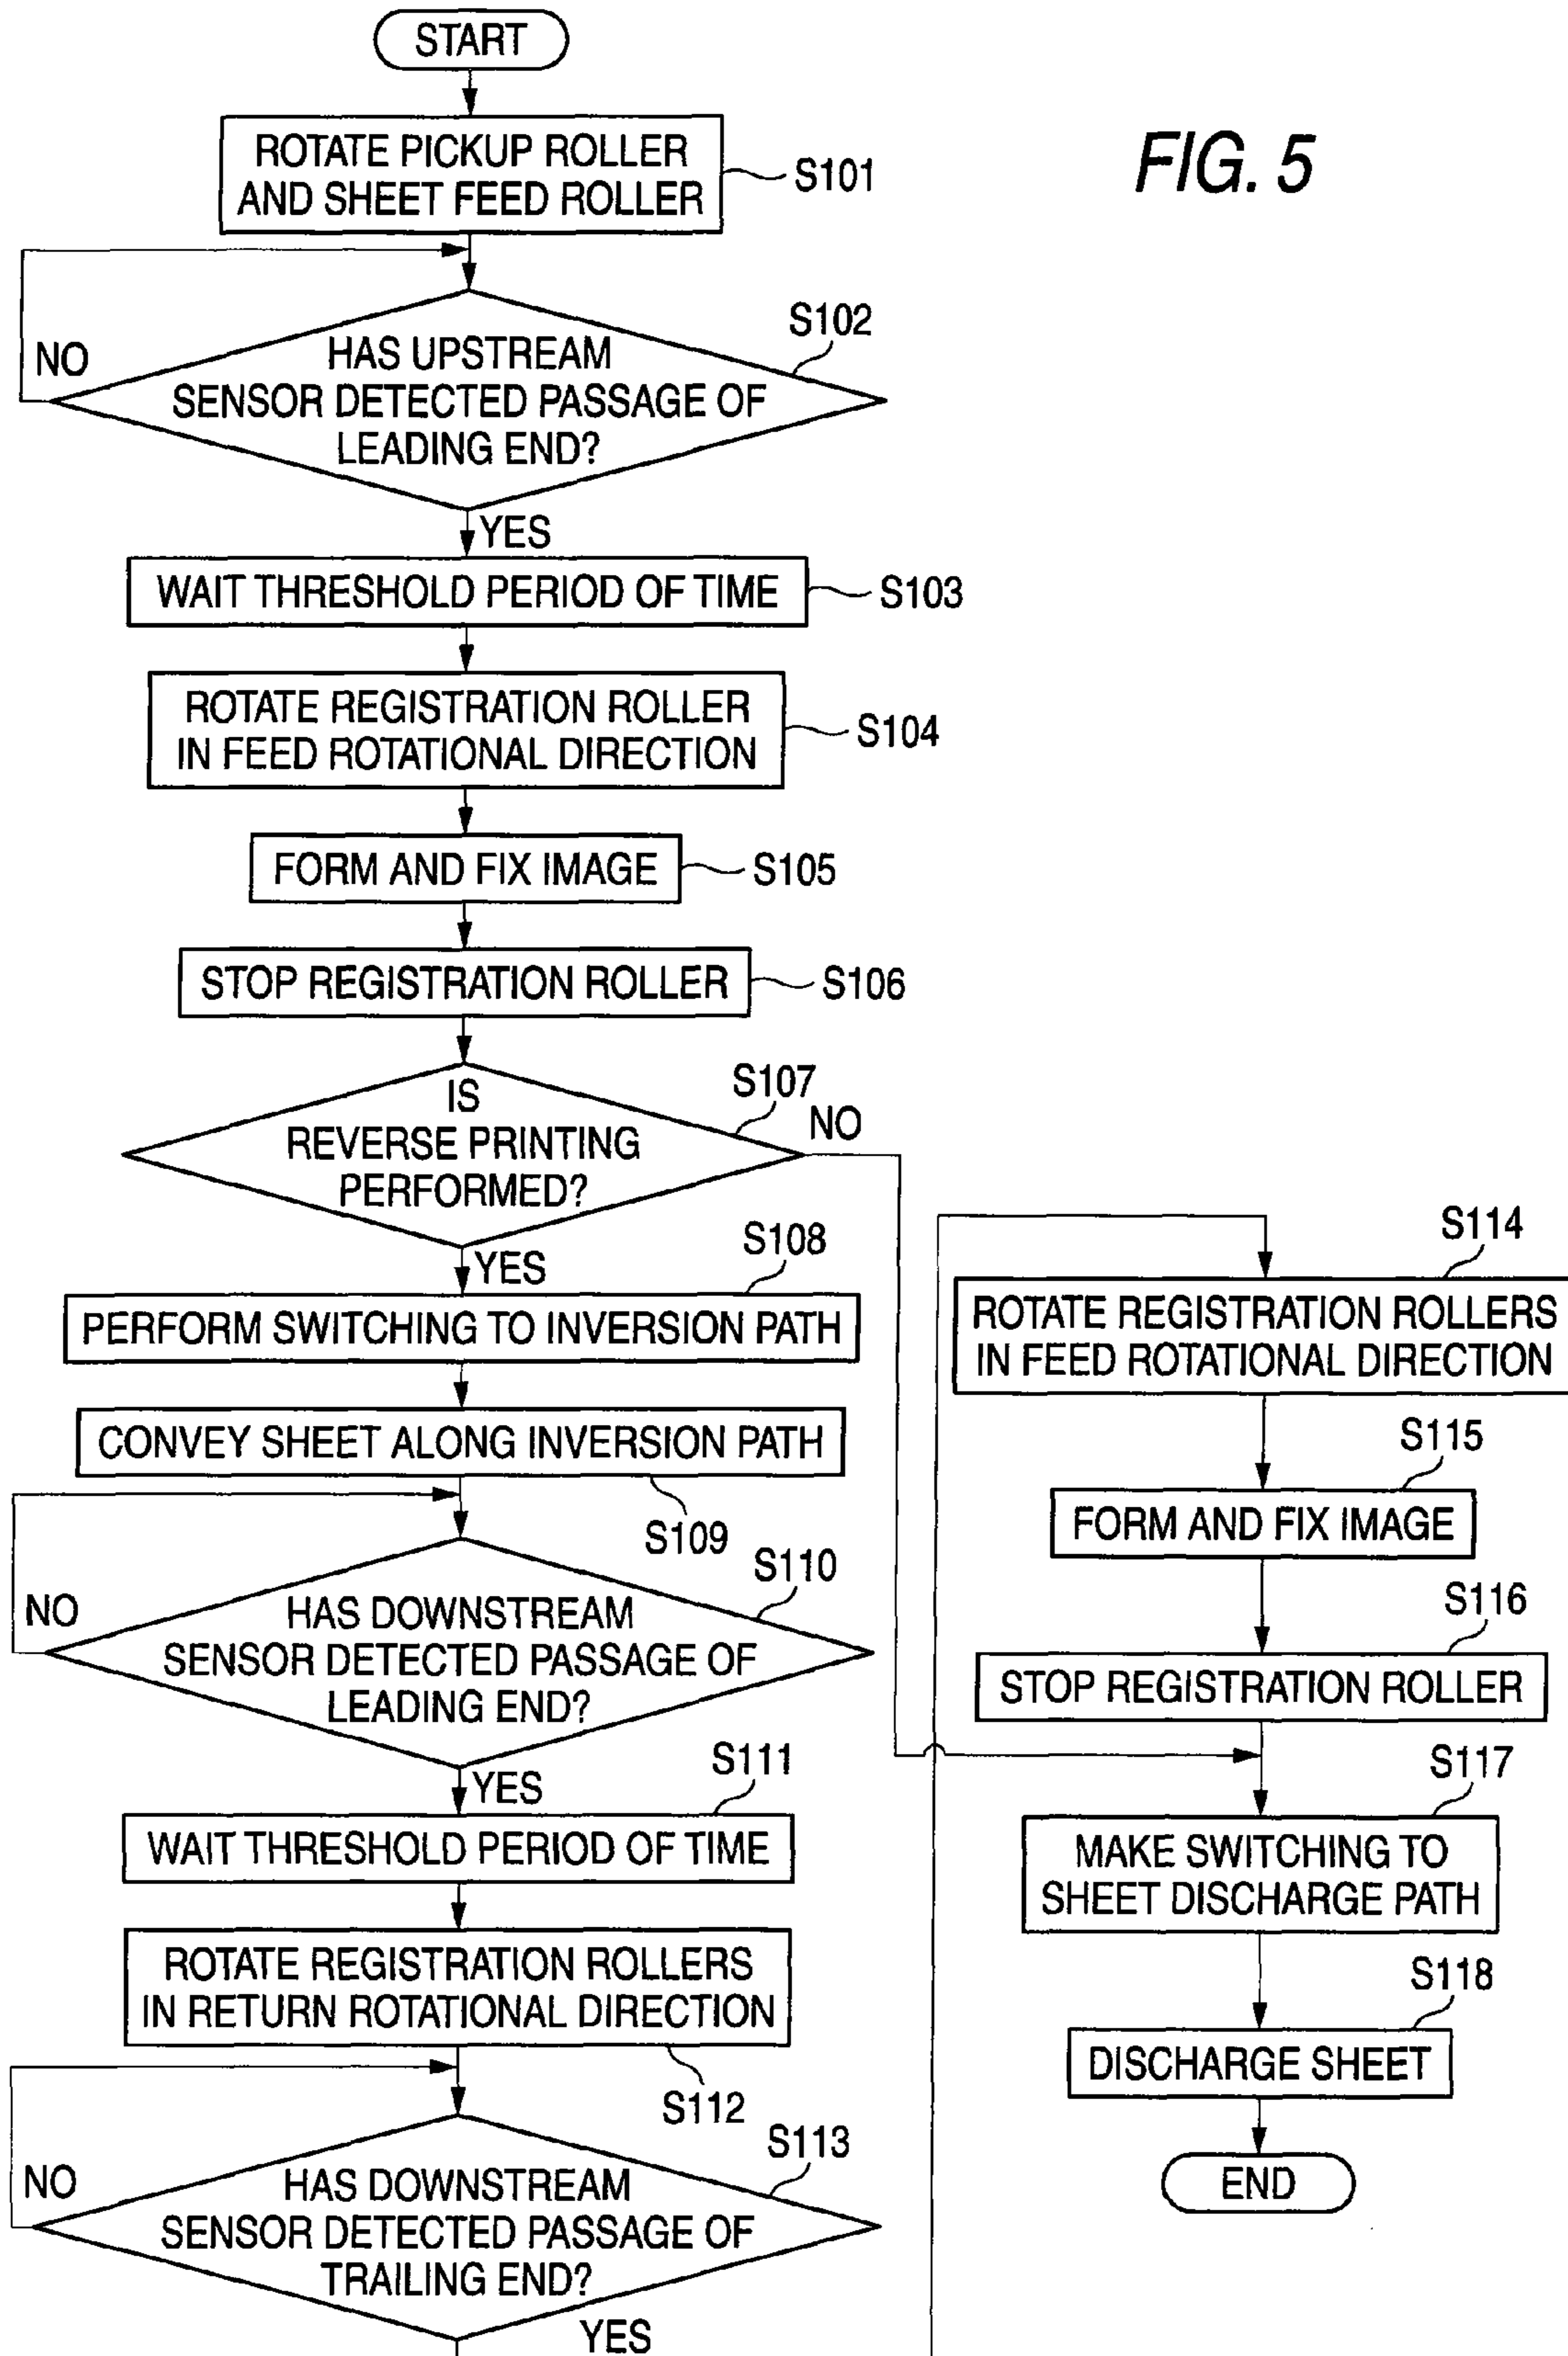 FIG. 5
START
ROTATE PICKUP ROLLER
AND SHEET FEED ROLLER
S101
S102
NO
HAS UPSTREAM
SENSOR DETECTED PASSAGE OF
LEADING END?
YES
WAIT THRESHOLD PERIOD OF TIME
S103
ROTATE REGISTRATION ROLLER
IN FEED ROTATIONAL DIRECTION
S104
FORM AND FIX IMAGE
S105
STOP REGISTRATION ROLLER
S106
S107
IS
REVERSE PRINTING
PERFORMED?
NO
YES
S108
PERFORM SWITCHING TO INVERSION PATH
CONVEY SHEET ALONG INVERSION PATH
S109
S110
NO
HAS DOWNSTREAM
SENSOR DETECTED PASSAGE OF
LEADING END?
YES
S111
WAIT THRESHOLD PERIOD OF TIME
ROTATE REGISTRATION ROLLERS
IN RETURN ROTATIONAL DIRECTION
S112
S113
NO
HAS DOWNSTREAM
SENSOR DETECTED PASSAGE OF
TRAILING END?
YES
S114
ROTATE REGISTRATION ROLLERS
IN FEED ROTATIONAL DIRECTION
S115
FORM AND FIX IMAGE
S116
STOP REGISTRATION ROLLER
S117
MAKE SWITCHING TO
SHEET DISCHARGE PATH
S118
DISCHARGE SHEET
END